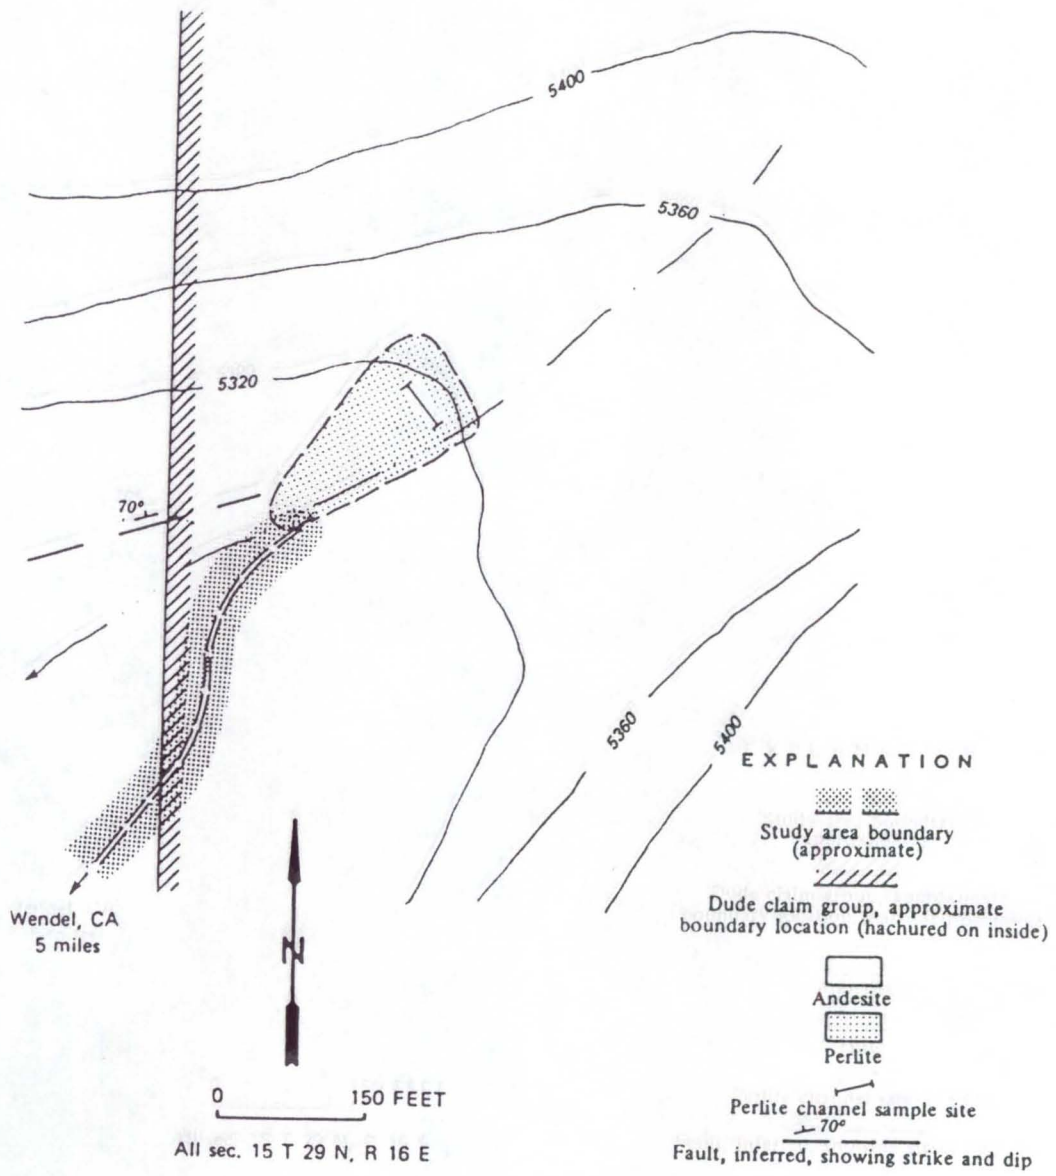 5400
5360
5320
70°
5360
5400
Wendel, CA
5 miles
N
0 150 FEET
All sec. 15 T 29 N, R 16 E
EXPLANATION
Study area boundary
(approximate)
Dude claim group, approximate
boundary location (hachured on inside)
Andesite
Perlite
Perlite channel sample site
70°
Fault, inferred, showing strike and dip